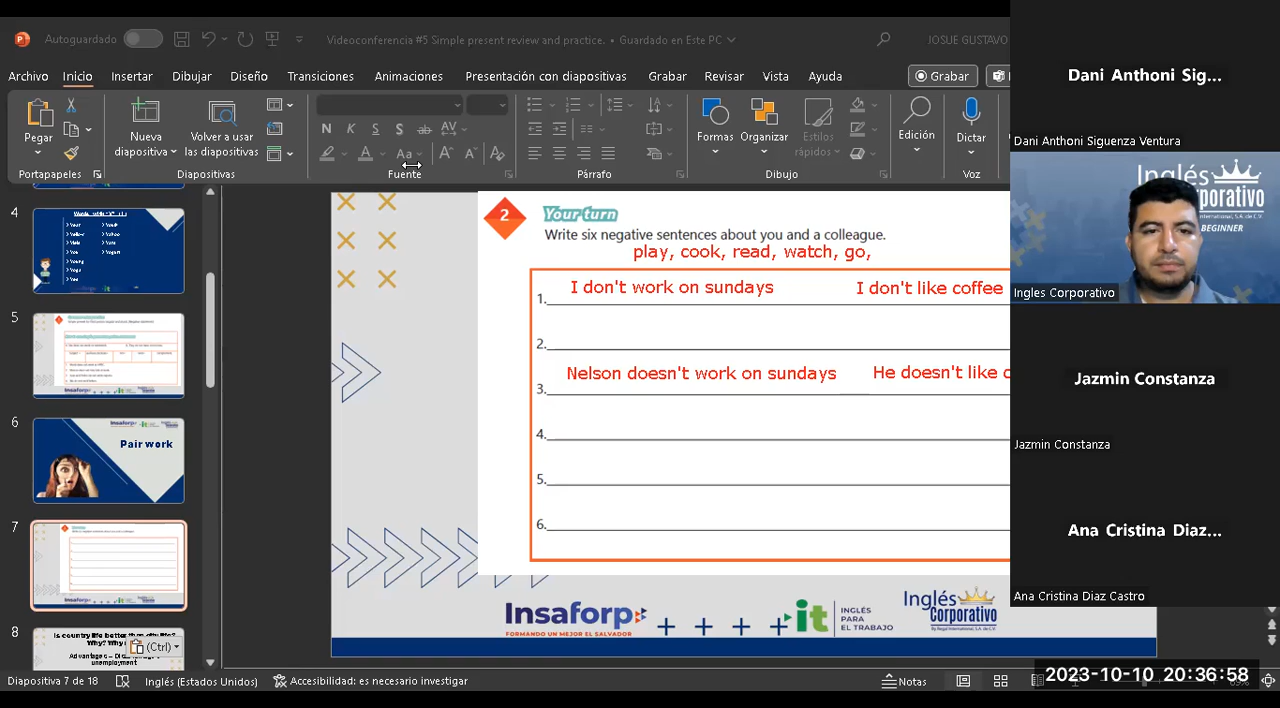 Autoguardado
Videoconferencia #5 Simple present review and practice. • Guardado en Este PC
JOSUE GUSTAVO
Archivo Inicio Insertar Dibujar Diseño Transiciones Animaciones Presentación con diapositivas Grabar Revisar Vista Ayuda
Grabar
Pegar
Nueva diapositiva
Volver a usar las diapositivas
Formas
Organizar
Estilos rápidos
Edición
Dictar
Portapapeles
Diapositivas
Fuente
Párrafo
Dibujo
Voz
4
5
6
Pair work
7
8
Is country life better than city life?
unemployment
(Ctrl)
2
Your turn
Write six negative sentences about you and a colleague.
play, cook, read, watch, go,
I don't work on sundays
I don't like coffee
1.
2.
Nelson doesn't work on sundays
He doesn't like
3.
4.
5.
6.
Insaforp
FORMANDO UN MEJOR EL SALVADOR
it
INGLÉS
PARA
EL TRABAJO
Inglés
Corporativo
Dani Anthoni Sig...
Dani Anthoni Siguenza Ventura
Inglés
BEGINNER
Ingles Corporativo
Jazmin Constanza
Jazmin Constanza
Ana Cristina Diaz...
Ana Cristina Diaz Castro
Diapositiva 7 de 18
Inglés (Estados Unidos)
Accesibilidad: es necesario investigar
Notas
2023-10-10 20:36:58